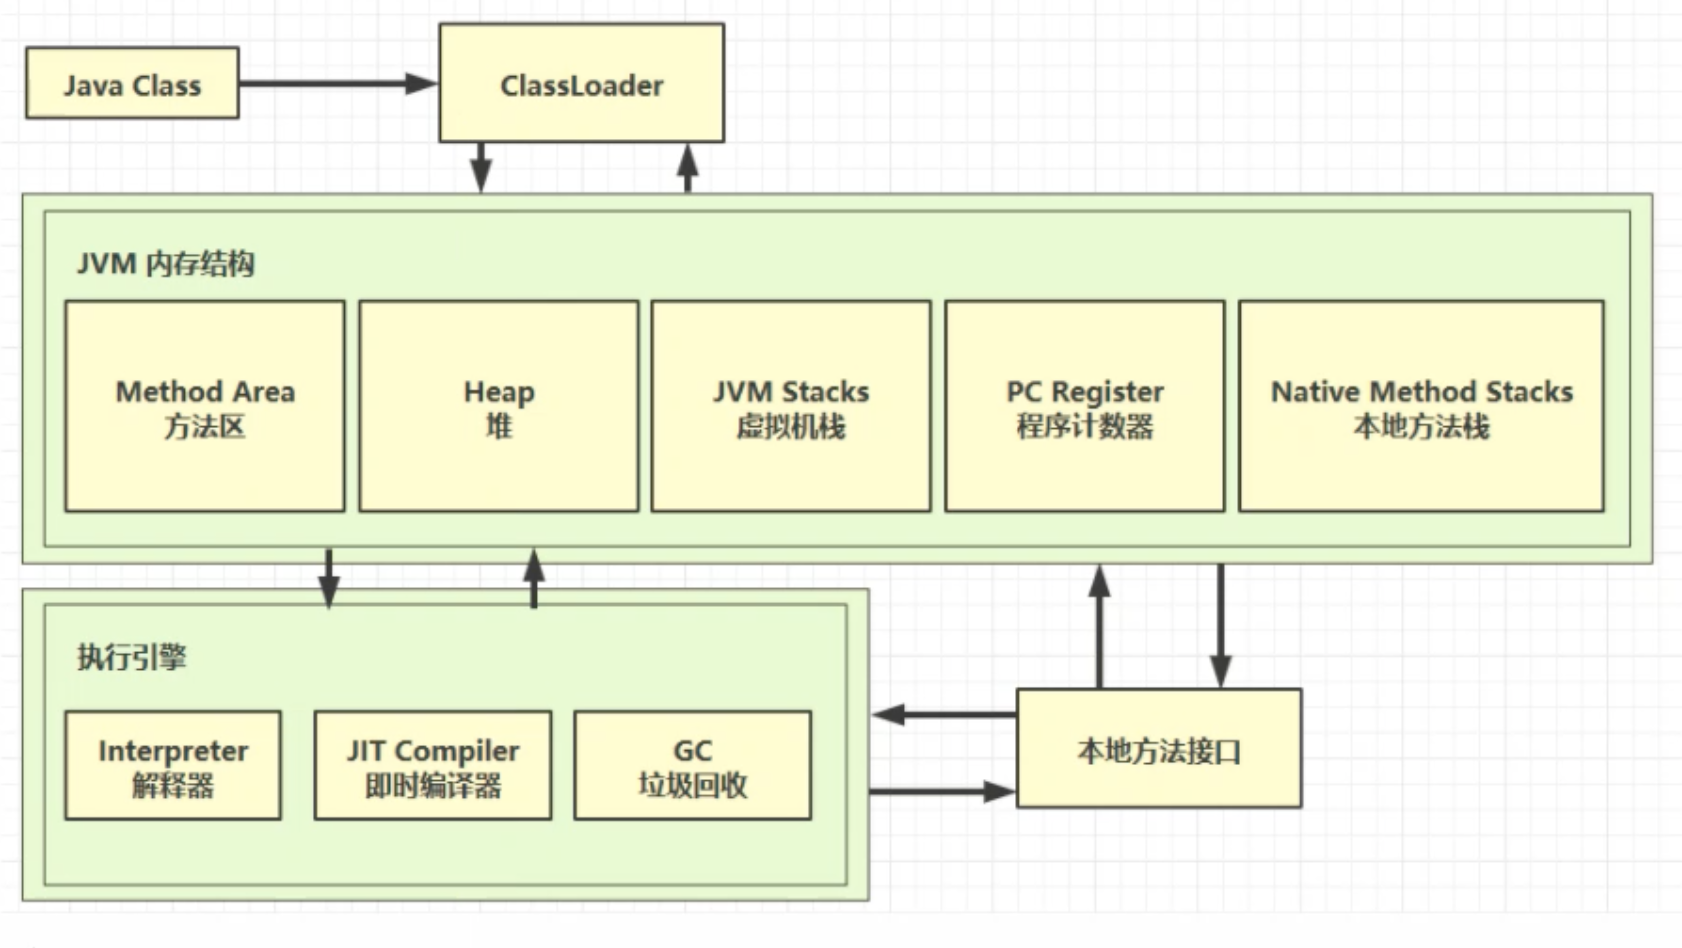 Java Class
ClassLoader
JVM 内存结构
Method Area
方法区
Heap
堆
JVM Stacks
虚拟机栈
PC Register
程序计数器
Native Method Stacks
本地方法栈
执行引擎
Interpreter
解释器
JIT Compiler
即时编译器
GC
垃圾回收
本地方法接口